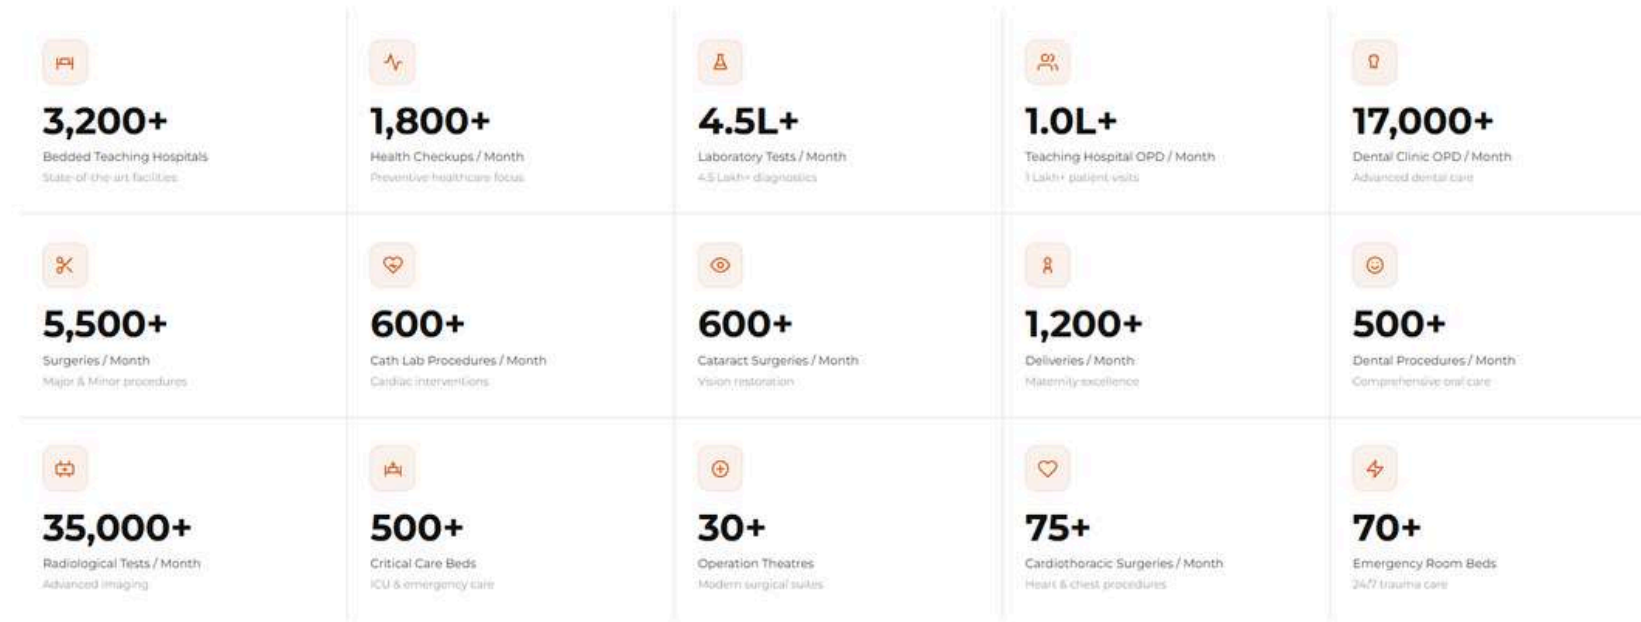 3,200+
Bedded Teaching Hospitals
State-of-the-art facilities
1,800+
Health Checkups / Month
Preventive healthcare focus
4.5L+
Laboratory Tests / Month
4.5 Lakh+ diagnostics
1.0L+
Teaching Hospital OPD / Month
1 Lakh+ patient visits
17,000+
Dental Clinic OPD / Month
Advanced dental care
5,500+
Surgeries / Month
Major & Minor procedures
600+
Cath Lab Procedures / Month
Cardiac interventions
600+
Cataract Surgeries / Month
Vision restoration
1,200+
Deliveries / Month
Maternity excellence
500+
Dental Procedures / Month
Comprehensive oral care
35,000+
Radiological Tests / Month
Advanced imaging
500+
Critical Care Beds
ICU & emergency care
30+
Operation Theatres
Modern surgical suites
75+
Cardiothoracic Surgeries / Month
Heart & chest procedures
70+
Emergency Room Beds
24/7 trauma care